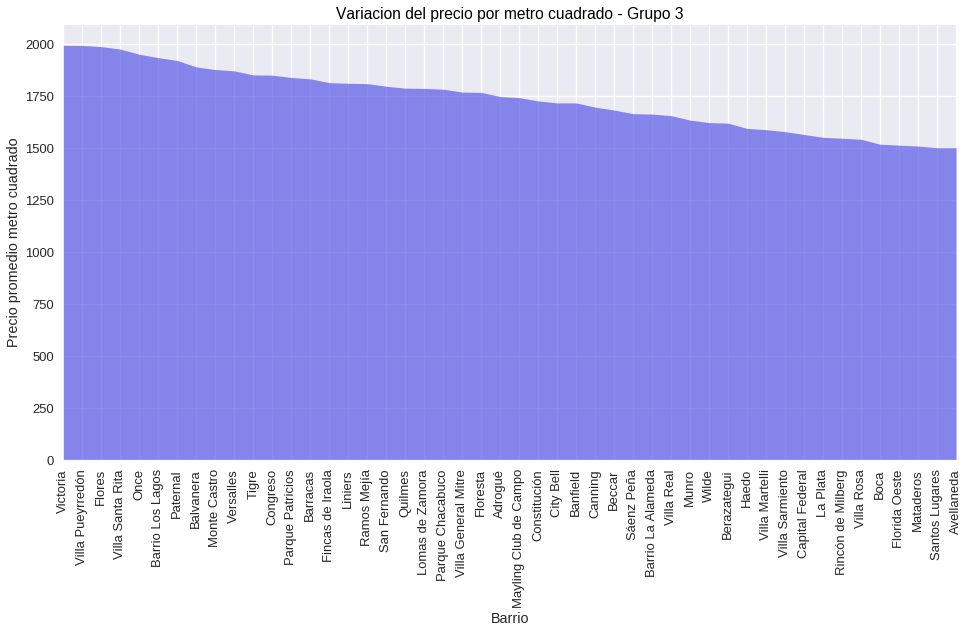 Variacion del precio por metro cuadrado - Grupo 3
Precio promedio metro cuadrado
2000
1750
1500
1250
1000
750
500
250
0
Victoria
Villa Pueyrredón
Flores
Villa Santa Rita
Once
Barrio Los Lagos
Paternal
Balvanera
Monte Castro
Versalles
Tigre
Congreso
Parque Patricios
Barracas
Fincas de Iraola
Liniers
Ramos Mejía
San Fernando
Quilmes
Lomas de Zamora
Parque Chacabuco
Villa General Mitre
Floresta
Adrogué
Mayling Club de Campo
Constitución
City Bell
Banfield
Canning
Beccar
Sáenz Peña
Barrio La Alameda
Villa Real
Munro
Wilde
Berazategui
Haedo
Villa Martelli
Villa Sarmiento
Capital Federal
La Plata
Rincón de Milberg
Villa Rosa
Boca
Florida Oeste
Mataderos
Santos Lugares
Avellaneda
Barrio